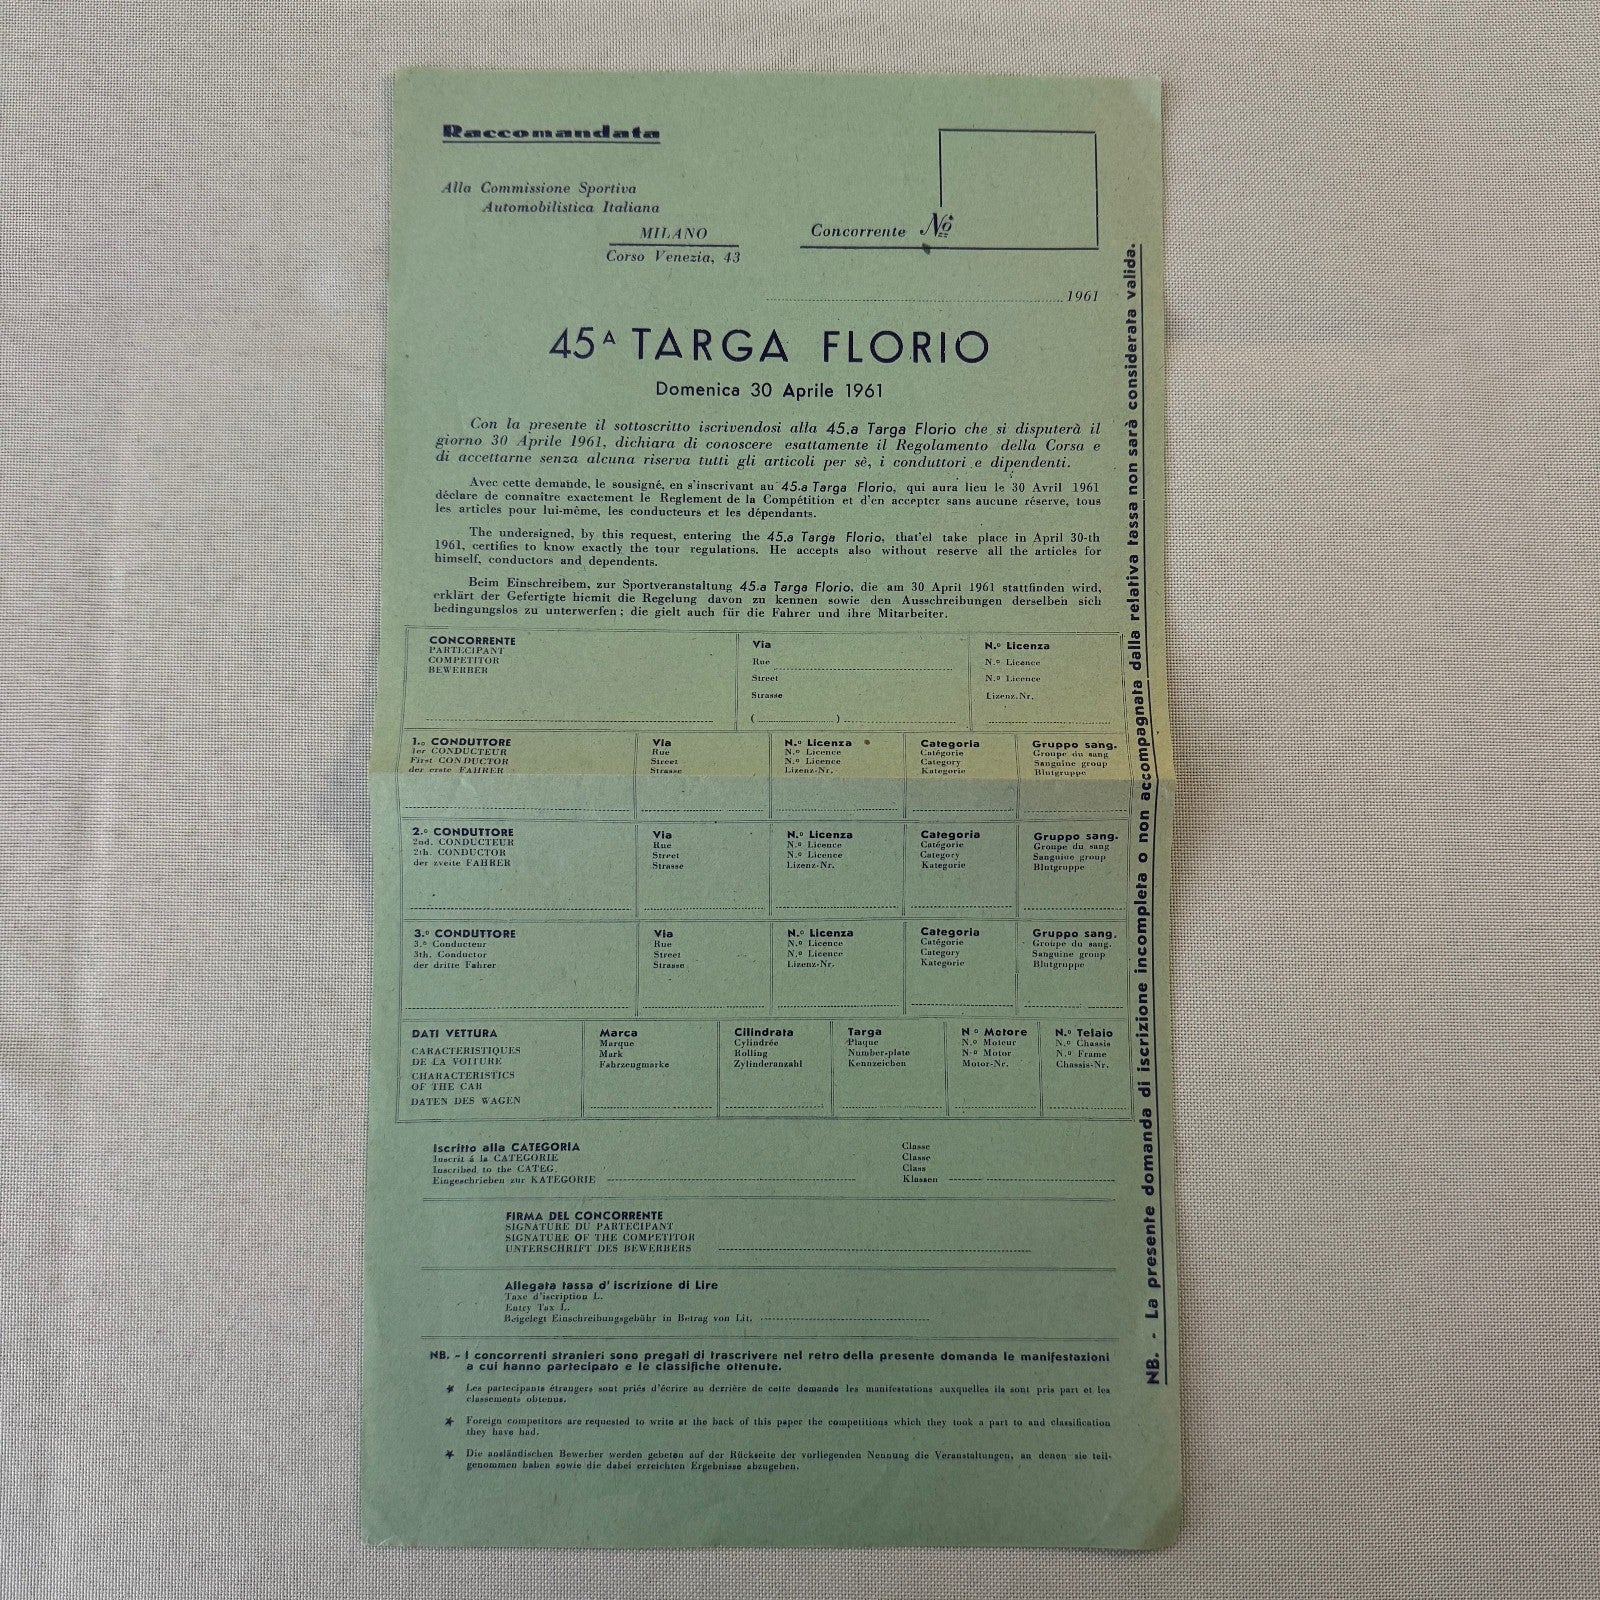 Raccomandata
Alla Commissione Sportiva
Automobilistica Italiana
MILANO
Corso Venezia, 43
Concorrente No
1961
45A TARGA FLORIO
Domenica 30 Aprile 1961
Con la presente il sottoscritto iscrivendosi alla 45.a Targa Florio che si disputerà il
giorno 30 Aprile 1961, dichiara di conoscere esattamente il Regolamento della Corsa e
di accettarne senza alcuna riserva tutti gli articoli per sè, i conduttori e dipendenti.
Avec cette demande, le sousigné, en s'inscrivant au 45.a Targa Florio, qui aura lieu le 30 Avril 1961
déclare de connaître exactement le Reglement de la Compétition et d'en accepter sans aucune réserve, tous
les articles pour lui-même, les conducteurs et les dépendants.
The undersigned, by this request, entering the 45.a Targa Florio, that'el take place in April 30-th
1961, certifies to know exactly the tour regulations. He accepts also without reserve all the articles for
himself, conductors and dependents.
Beim Einschreibem, zur Sportveranstaltung 45.a Targa Florio, die am 30 April 1961 stattfinden wird,
erklärt der Gefertigte hiemit die Regelung davon zu kennen sowie den Ausschreibungen derselben sich
bedingungslos zu unterwerfen; die gielt auch für die Fahrer und ihre Mitarbeiter.
CONCORRENTE
PARTECIPANT
COMPETITOR
BEWERBER
Via
Rue
Street
Strasse
( )
N.o Licenza
N.o Licence
N.o Licence
Lizenz.Nr.
1.o CONDUTTORE
1er CONDUCTEUR
First CONDUCTOR
der erste FAHRER
Via
Rue
Street
Strasse
N.o Licenza
N.o Licence
N.o Licence
Lizenz-Nr.
Categoria
Catégorie
Category
Kategorie
Gruppo sang.
Groupe du sang
Sanguine group
Blutgruppe
2.o CONDUTTORE
2nd. CONDUCTEUR
2th. CONDUCTOR
der zveite FAHRER
Via
Rue
Street
Strasse
N.o Licenza
N.o Licence
N.o Licence
Lizenz-Nr.
Categoria
Catégorie
Category
Kategorie
Gruppo sang.
Groupe du sang
Sanguine group
Blutgruppe
3.o CONDUTTORE
3.o Conducteur
3th. Conductor
der dritte Fahrer
Via
Rue
Street
Strasse
N.o Licenza
N.o Licence
N.o Licence
Lizenz-Nr.
Categoria
Catégorie
Category
Kategorie
Gruppo sang.
Groupe du sang.
Sanguine group
Blutgruppe
DATI VETTURA
CARACTERISTIQUES
DE LA VOITURE
CHARACTERISTICS
OF THE CAR
DATEN DES WAGEN
Marca
Marque
Mark
Fahrzeugmarke
Cilindrata
Cylindrée
Rolling
Zylinderanzahl
Targa
Plaque
Number-plate
Kennzeichen
No Motore
N.o Moteur
N.o Motor
Motor-Nr.
N.o Telaio
N.o Chassis
N.o Frame
Chassis-Nr.
Iscritto alla CATEGORIA
Inscrit á la CATEGORIE
Inscribed to the CATEG.
Eingeschrieben zur KATEGORIE
Classe
Classe
Class
Klassen
FIRMA DEL CONCORRENTE
SIGNATURE DU PARTECIPANT
SIGNATURE OF THE COMPETITOR
UNTERSCHRIFT DES BEWERBERS
Allegata tassa d'iscrizione di Lire
Taxe d'iscription L.
Entry Tax L.
Beigelegt Einschreibungsgebühr in Betrag von Lit.
NB. - I concorrenti stranieri sono pregati di trascrivere nel retro della presente domanda le manifestazioni
a cui hanno partecipato e le classifiche ottenute.
★ Les partecipants étrangers sont priés d'écrire au derrière de cette demande les manifestations auxquelles ils sont pris part et les
classements obtenus.
★ Foreign competitors are requested to write at the back of this paper the competitions which they took a part to and classification
they have had.
★ Die ausländischen Bewerber werden gebeten auf der Rückseite der vorliegenden Nennung die Veranstaltungen, an denen sie teil-
genommen haben sowie die dabei erreichten Ergebnisse abzugeben.
NB. - La presente domanda di iscrizione incompleta o non accompagnata dalla relativa tassa non sarà considerata valida.